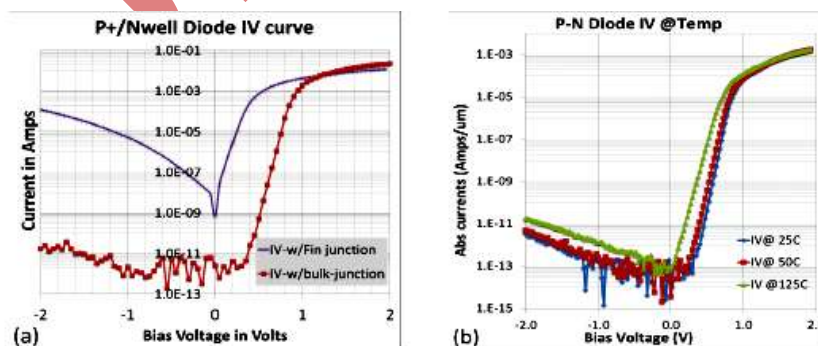 P+/Nwell Diode IV curve
1.0E-01
1.0E-03
1.0E-05
1.0E-07
1.0E-09
1.0E-11
1.0E-13
Current in Amps
IV-w/Fin junction
IV-w/bulk-junction
-2
-1
0
1
2
Bias Voltage in Volts
(a)
P-N Diode IV @Temp
1.E-03
1.E-05
1.E-07
1.E-09
1.E-11
1.E-13
1.E-15
Abs currents (Amps/um)
IV@ 25C
IV@ 50C
IV @125C
-2.0
-1.0
0.0
1.0
2.0
Bias Voltage (V)
(b)